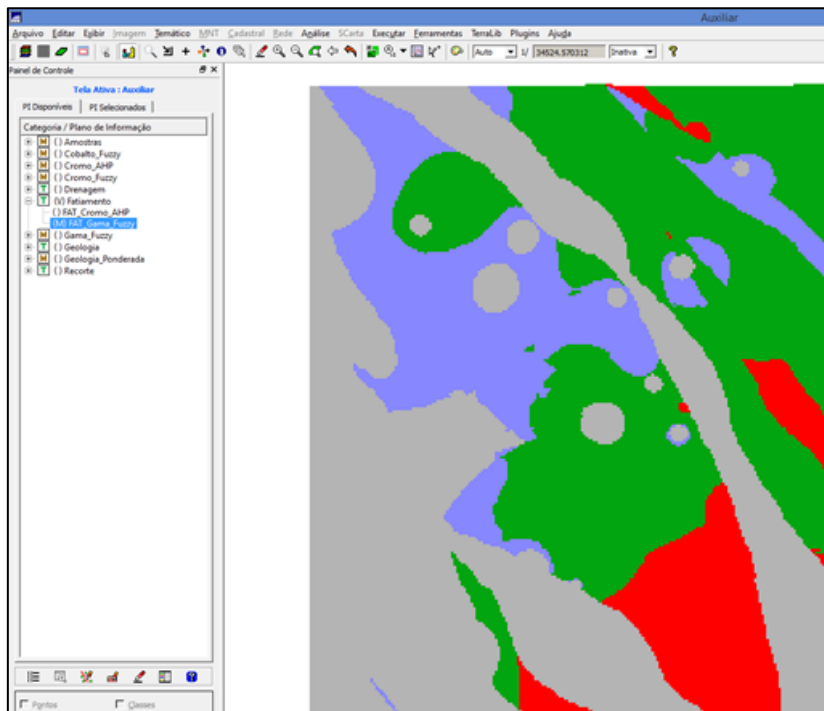 Auxiliar
Arquivo Editar Exibir Imagem Temático MNT Cadastral Rede Análise SCarta Executar Ferramentas TerraLib Plugins Ajuda
Auto 1/ 34524.570312 Inativa
Painel de Controle
Tela Ativa : Auxiliar
PI Disponíveis PI Selecionados
Categoria / Plano de Informação
() Amostras
() Cobalto_Fuzzy
() Cromo_AHP
() Cromo_Fuzzy
() Drenagem
(V) Fatiamento
() FAT_Cromo_AHP
(M) FAT_Gama_Fuzzy
() Gama_Fuzzy
() Geologia
() Geologia_Ponderada
() Recorte
Pontos Classes